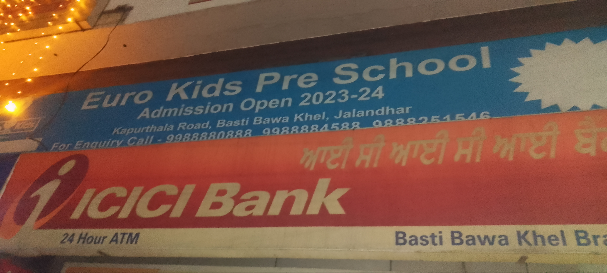 Euro Kids Pre School
Admission Open 2023-24
Kapurthala Road, Basti Bawa Khel, Jalandhar
For Enquiry Call - 9988880888, 9988884588, 9888251546
ਆਈ ਸੀ ਆਈ ਸੀ ਆਈ
ICICI Bank
24 Hour ATM
Basti Bawa Khel